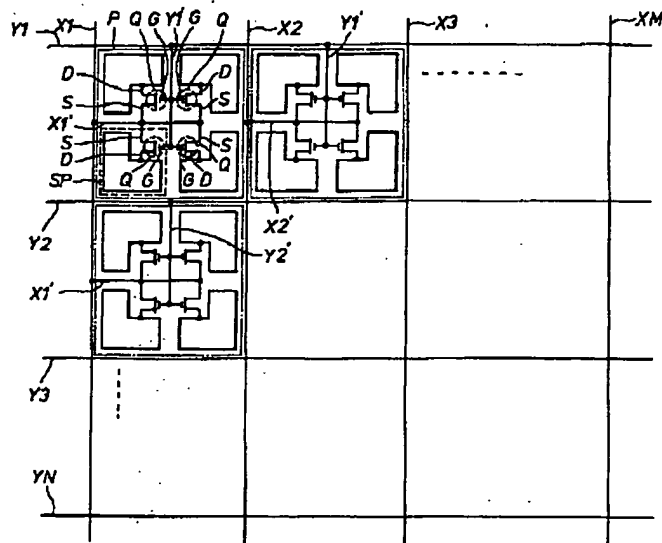 X1 X2 X3 XM
Y1 P Q G Y1' G Q Y1'
D D
S S
X1'
S S
D Q
SP Q G G D X2'
Y2 Y2'
X1'
Y3
YN